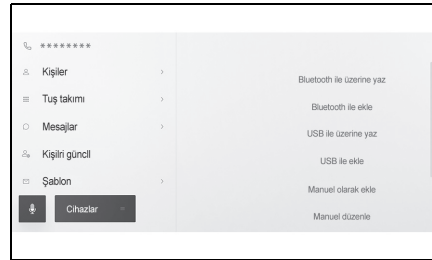 ********
Kişiler
Tuş takımı
Mesajlar
Kişilri güncll
Şablon
Cihazlar
Bluetooth ile üzerine yaz
Bluetooth ile ekle
USB ile üzerine yaz
USB ile ekle
Manuel olarak ekle
Manuel düzenle